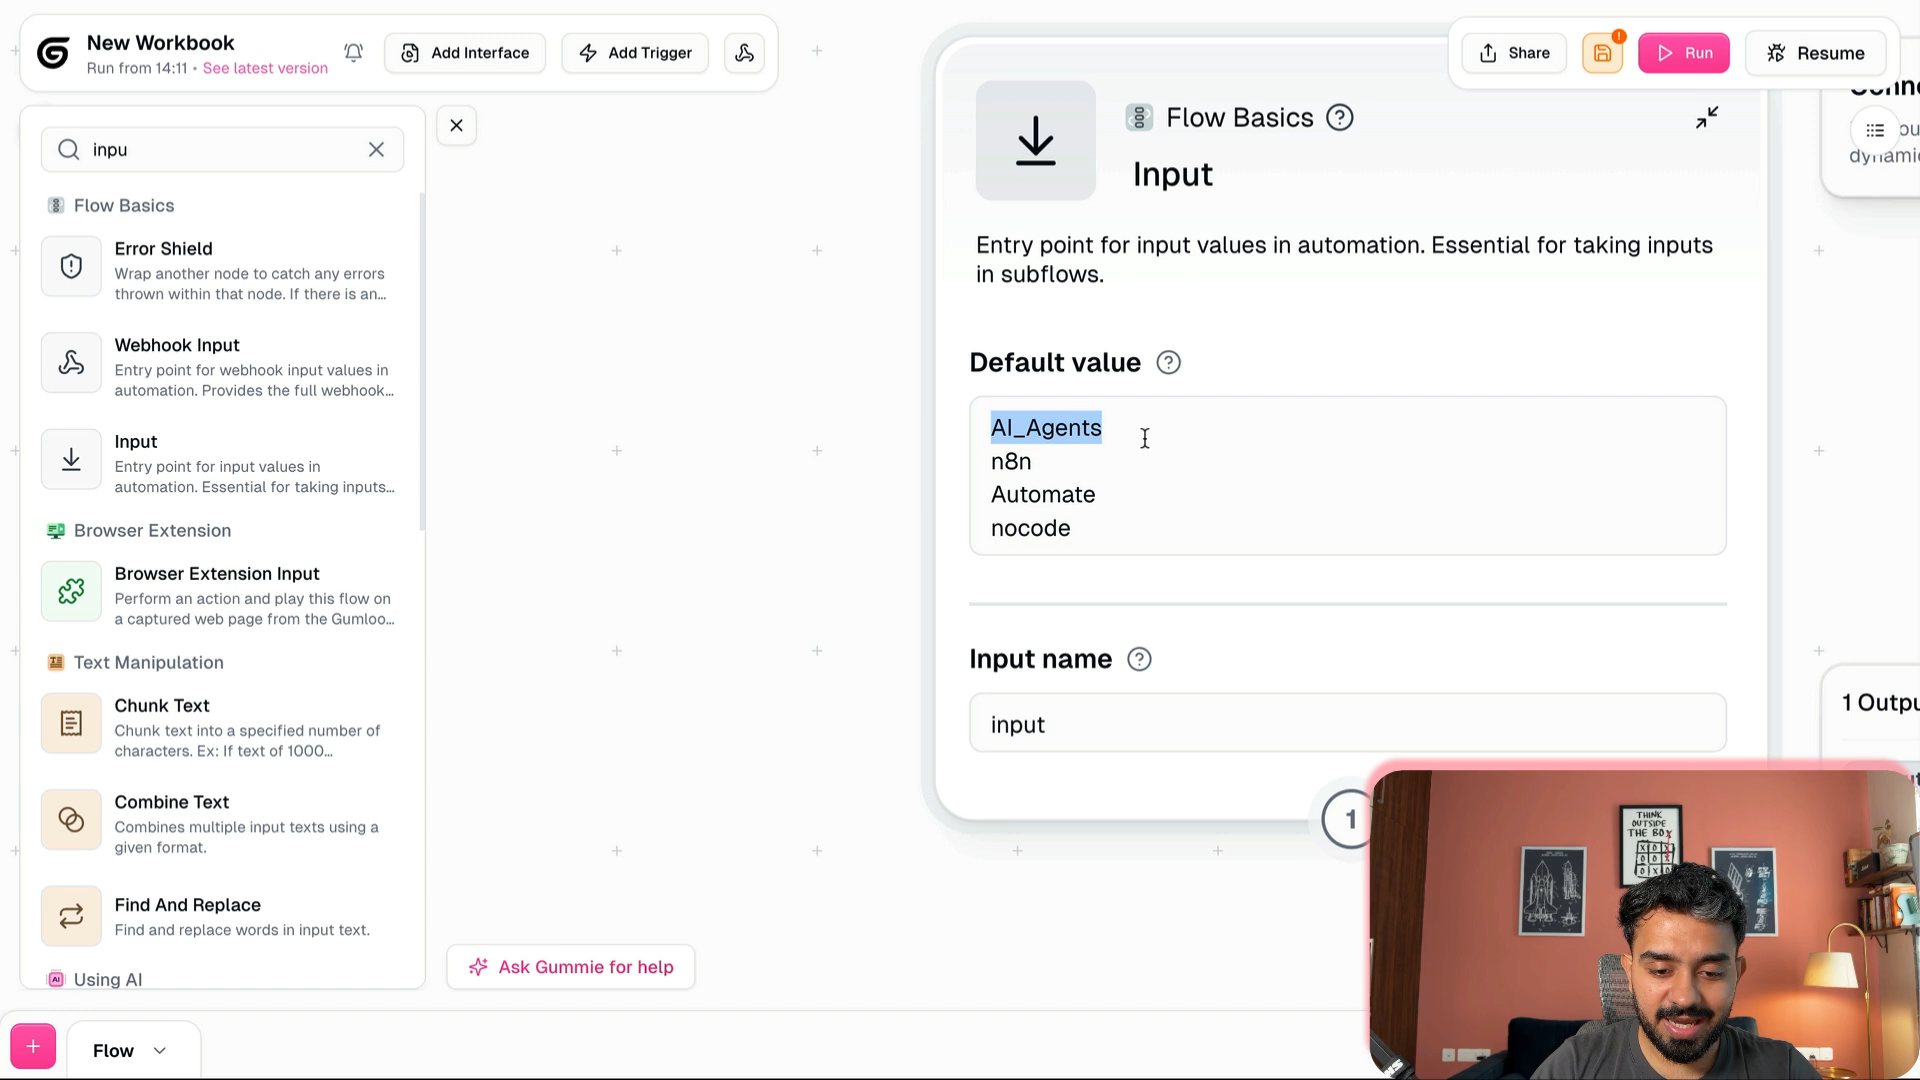 New Workbook
Run from 14:11 • See latest version
Add Interface
Add Trigger
Share
!
Run
Resume
inpu
Flow Basics
Error Shield
Wrap another node to catch any errors
thrown within that node. If there is an...
Webhook Input
Entry point for webhook input values in
automation. Provides the full webhook...
Input
Entry point for input values in
automation. Essential for taking inputs...
Browser Extension
Browser Extension Input
Perform an action and play this flow on
a captured web page from the Gumloo...
Text Manipulation
Chunk Text
Chunk text into a specified number of
characters. Ex: If text of 1000...
Combine Text
Combines multiple input texts using a
given format.
Find And Replace
Find and replace words in input text.
AI
Using AI
Ask Gummie for help
Flow
Flow Basics
Input
Entry point for input values in automation. Essential for taking inputs
in subflows.
Default value
AI_Agents
n8n
Automate
nocode
Input name
input
1
1 Outpu
dynamic
THINK
OUTSIDE
THE BOX